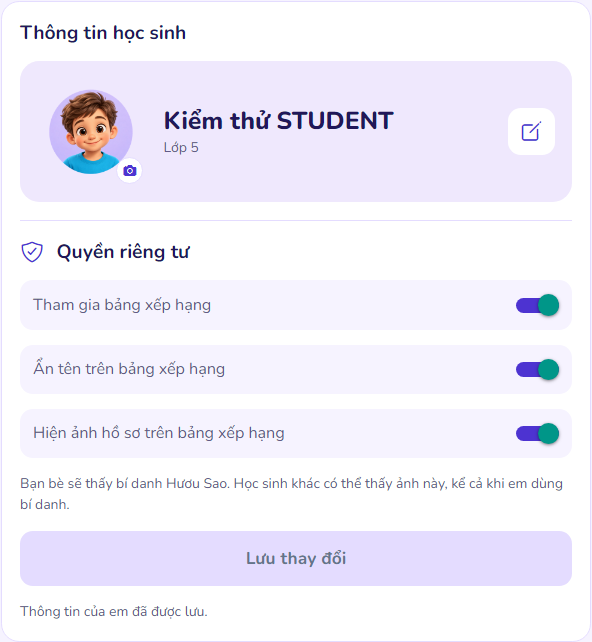 Thông tin học sinh
Kiểm thử STUDENT
Lớp 5
Quyền riêng tư
Tham gia bảng xếp hạng
Ẩn tên trên bảng xếp hạng
Hiện ảnh hồ sơ trên bảng xếp hạng
Bạn bè sẽ thấy bí danh Hươu Sao. Học sinh khác có thể thấy ảnh này, kể cả khi em dùng
bí danh.
Lưu thay đổi
Thông tin của em đã được lưu.